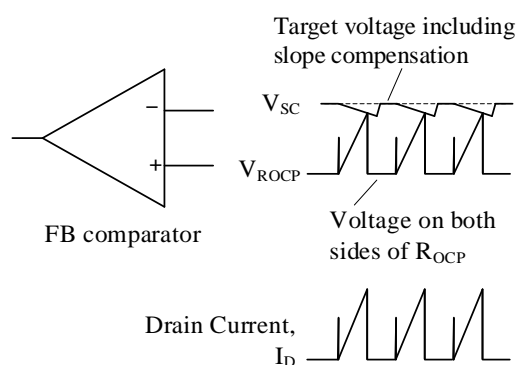 Target voltage including
slope compensation
V_SC
−
+
V_ROCP
FB comparator
Voltage on both
sides of R_OCP
Drain Current,
I_D